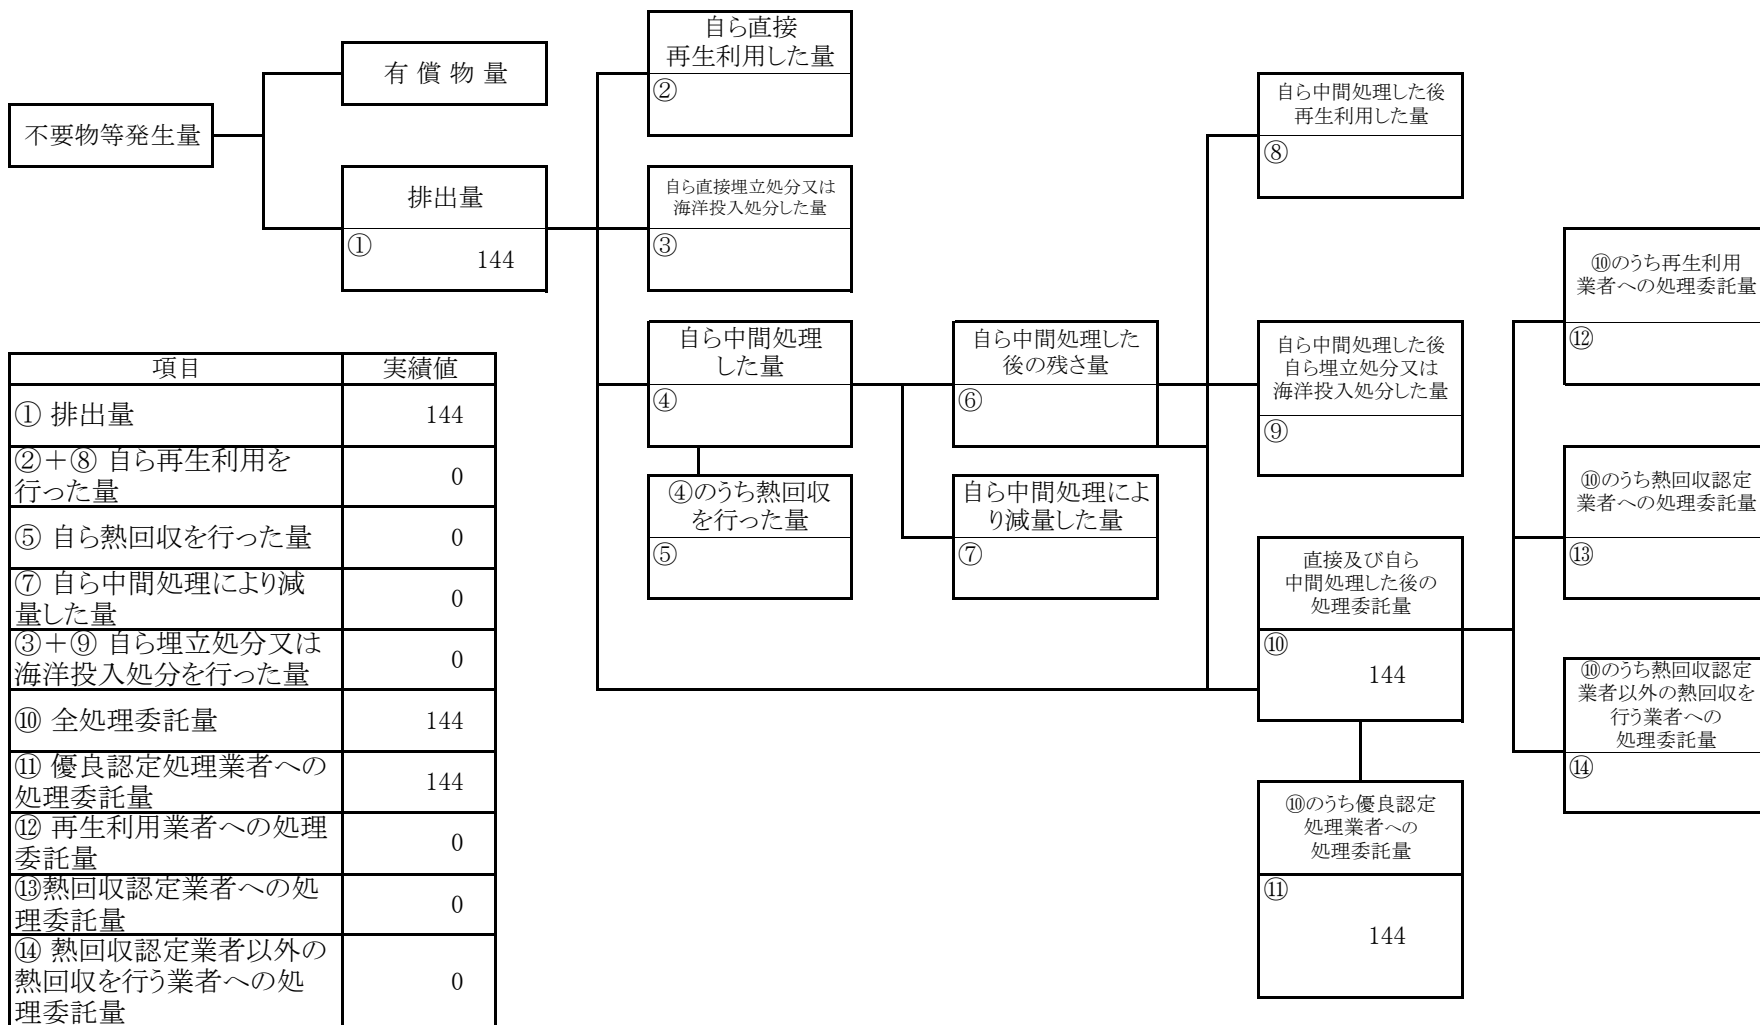 不要物等発生量
有 償 物 量
排出量
①
144
自ら直接
再生利用した量
②
自ら直接埋立処分又は
海洋投入処分した量
③
自ら中間処理
した量
④
④のうち熱回収
を行った量
⑤
自ら中間処理した
後の残さ量
⑥
自ら中間処理によ
り減量した量
⑦
自ら中間処理した後
再生利用した量
⑧
自ら中間処理した後
自ら埋立処分又は
海洋投入処分した量
⑨
直接及び自ら
中間処理した後の
処理委託量
⑩
144
⑩のうち優良認定
処理業者への
処理委託量
⑪
144
⑩のうち再生利用
業者への処理委託量
⑫
⑩のうち熱回収認定
業者への処理委託量
⑬
⑩のうち熱回収認定
業者以外の熱回収を
行う業者への
処理委託量
⑭
項目 実績値
① 排出量 144
②＋⑧ 自ら再生利用を
行った量 0
⑤ 自ら熱回収を行った量 0
⑦ 自ら中間処理により減
量した量 0
③＋⑨ 自ら埋立処分又は
海洋投入処分を行った量 0
⑩ 全処理委託量 144
⑪ 優良認定処理業者への
処理委託量 144
⑫ 再生利用業者への処理
委託量 0
⑬熱回収認定業者への処
理委託量 0
⑭ 熱回収認定業者以外の
熱回収を行う業者への処
理委託量 0